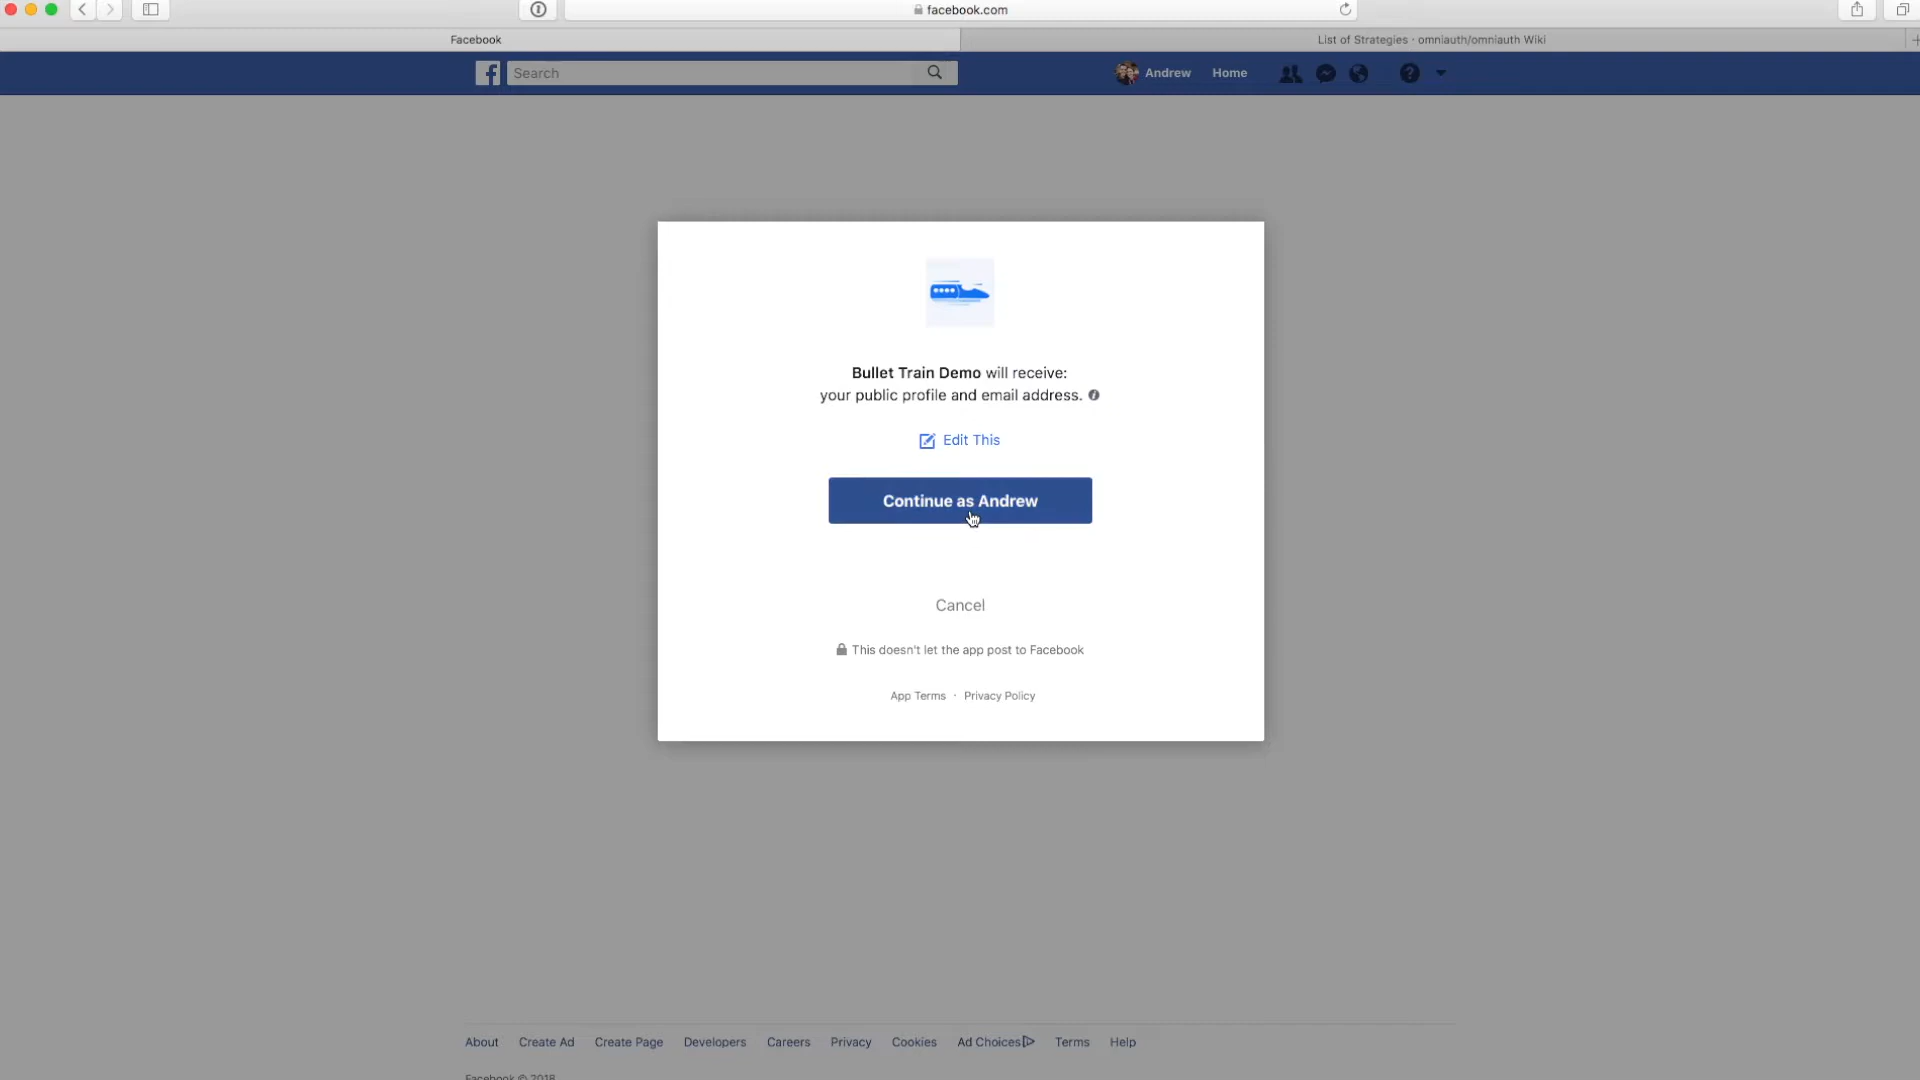 facebook.com
Facebook
List of Strategies · omniauth/omniauth Wiki
Search
Andrew
Home
Bullet Train Demo will receive:
your public profile and email address.
Edit This
Continue as Andrew
Cancel
This doesn't let the app post to Facebook
App Terms · Privacy Policy
About Create Ad Create Page Developers Careers Privacy Cookies Ad Choices Terms Help
Facebook © 2018